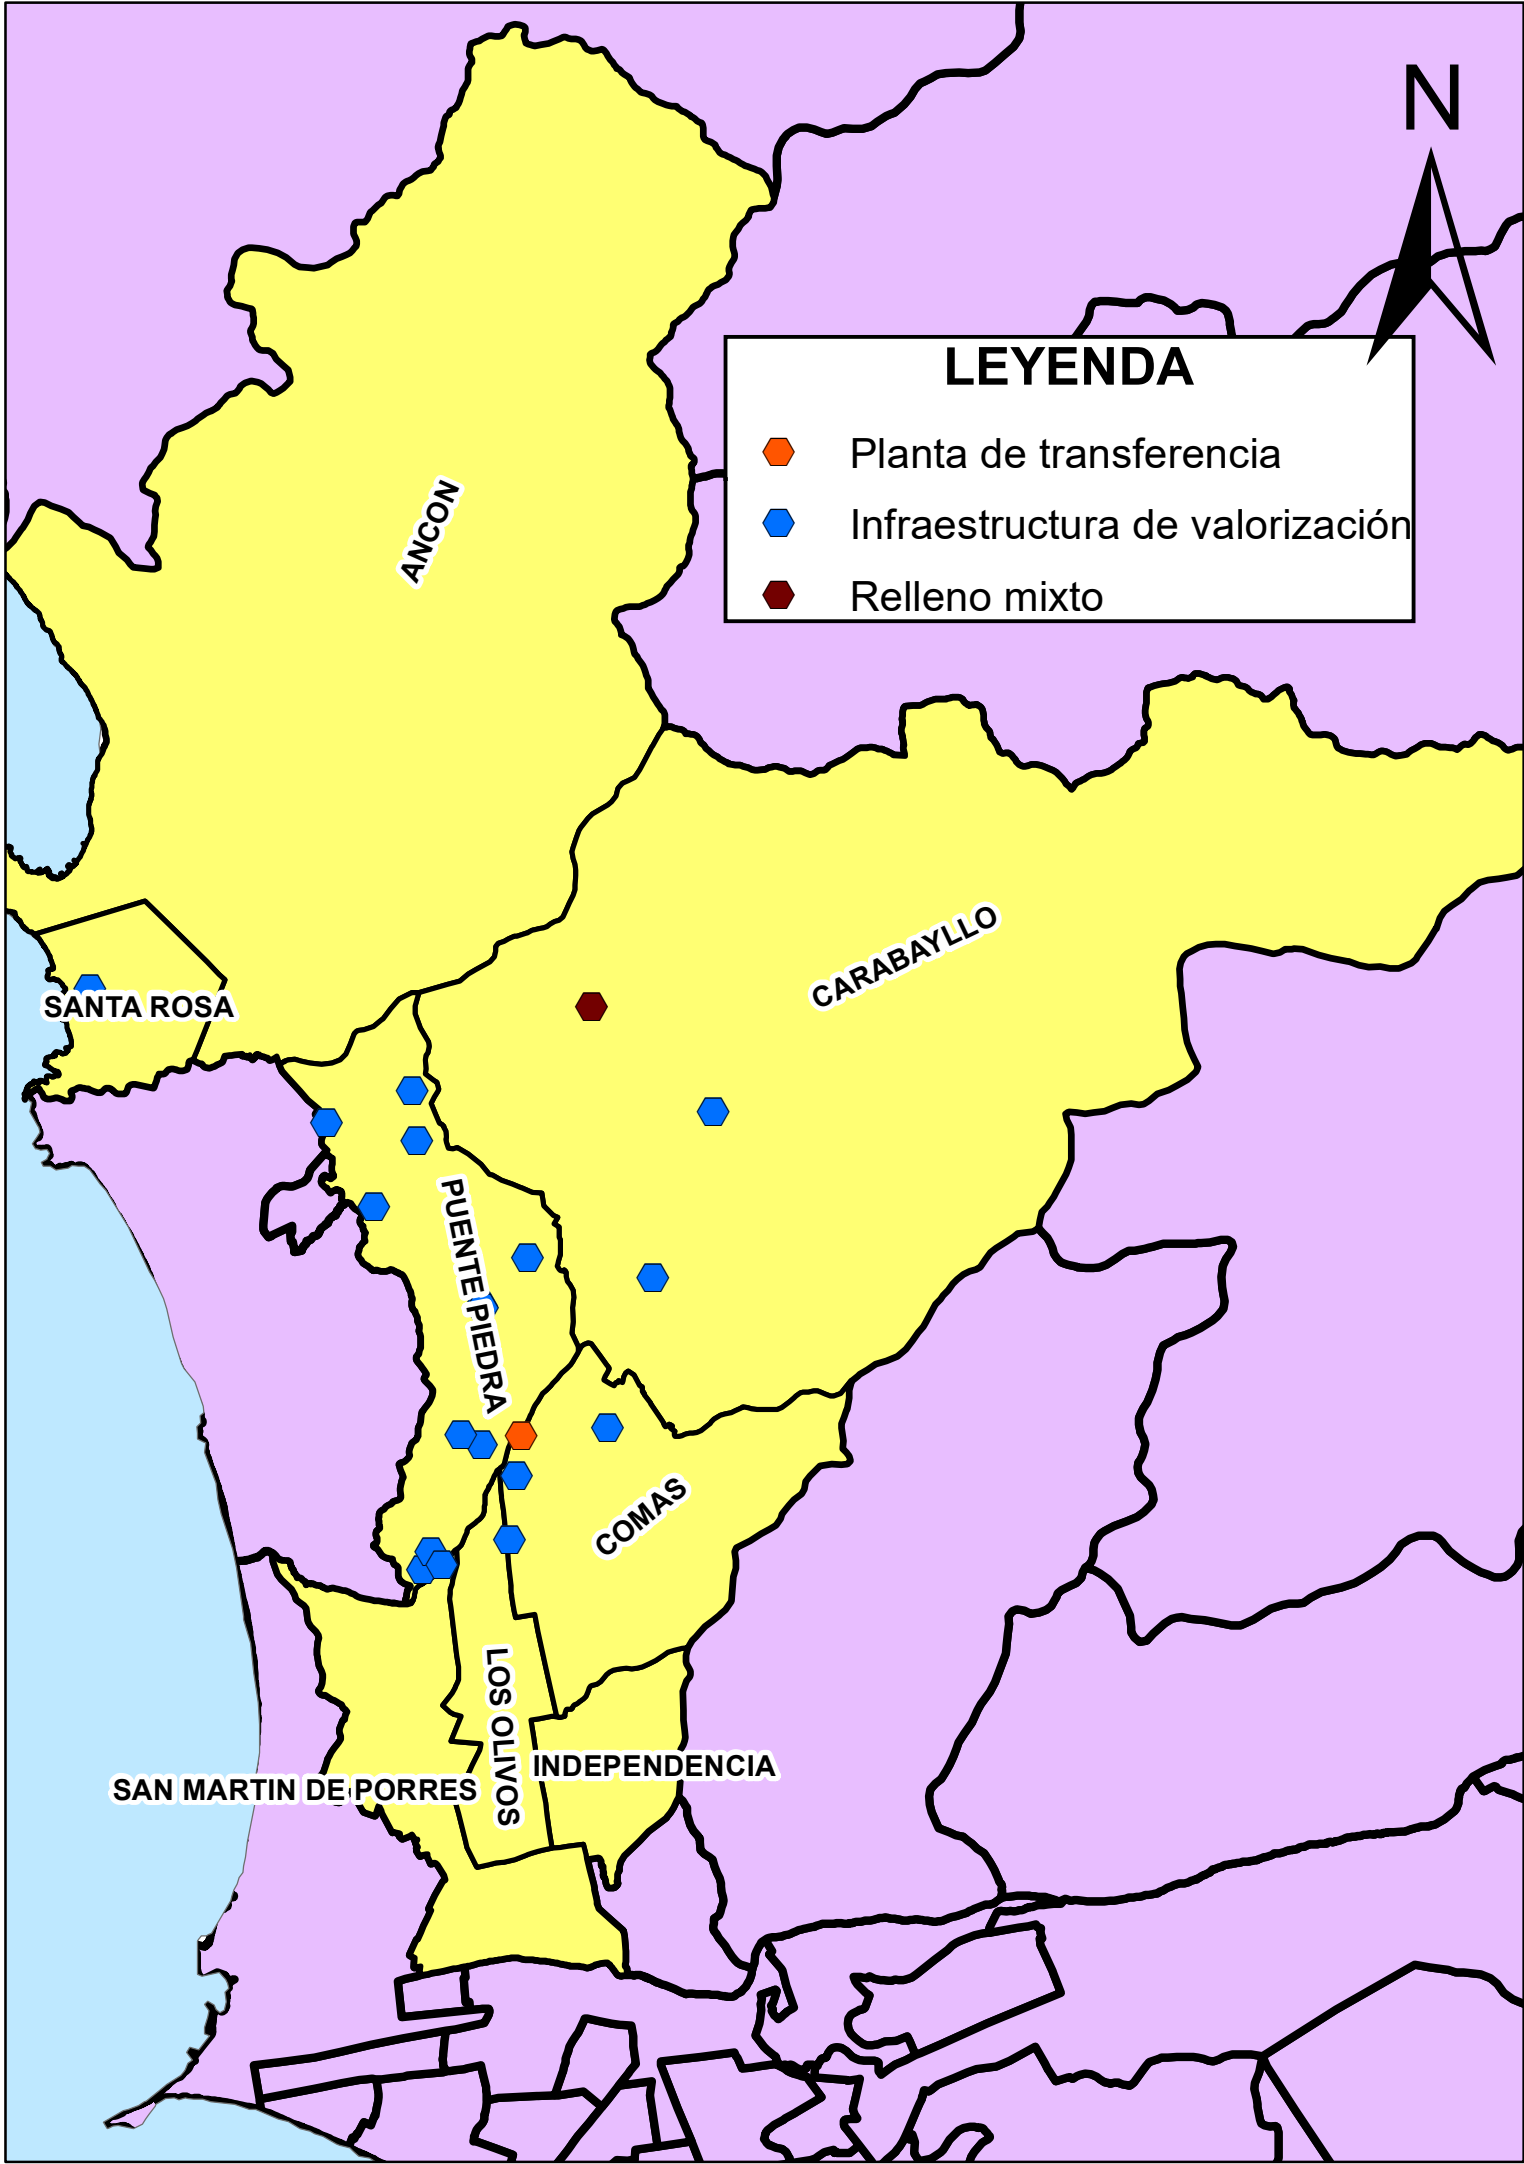 N
LEYENDA
Planta de transferencia
Infraestructura de valorización
Relleno mixto
ANCON
CARABAYLLO
SANTA ROSA
PUENTE PIEDRA
COMAS
LOS OLIVOS
INDEPENDENCIA
SAN MARTIN DE PORRES